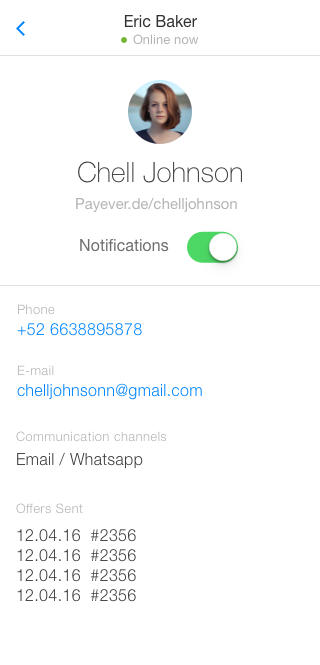 Eric Baker
Online now
Chell Johnson
Payever.de/chelljohnson
Notifications
Phone
+52 6638895878
E-mail
chelljohnsonn@gmail.com
Communication channels
Email / Whatsapp
Offers Sent
12.04.16 #2356
12.04.16 #2356
12.04.16 #2356
12.04.16 #2356